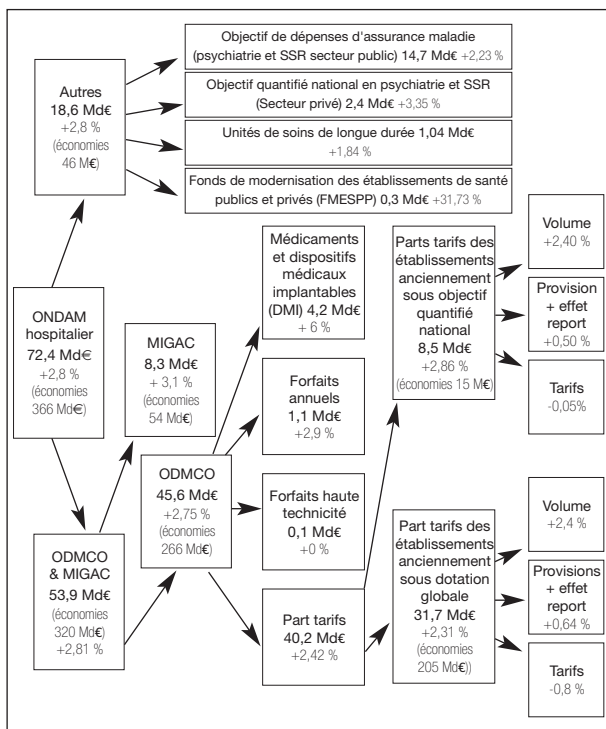 Objectif de dépenses d'assurance maladie
(psychiatrie et SSR secteur public) 14,7 Md€ +2,23 %
Objectif quantifié national en psychiatrie et SSR
(Secteur privé) 2,4 Md€ +3,35 %
Unités de soins de longue durée 1,04 Md€
+1,84 %
Fonds de modernisation des établissements de santé
publics et privés (FMESPP) 0,3 Md€ +31,73 %
Autres
18,6 Md€
+2,8 %
(économies
46 M€)
ONDAM
hospitalier
72,4 Md€
+2,8 %
(économies
366 Md€)
MIGAC
8,3 Md€
+ 3,1 %
(économies
54 Md€)
ODMCO
& MIGAC
53,9 Md€
(économies
320 Md€)
+2,81 %
ODMCO
45,6 Md€
+2,75 %
(économies
266 Md€)
Médicaments
et dispositifs
médicaux
implantables
(DMI) 4,2 Md€
+ 6 %
Forfaits
annuels
1,1 Md€
+2,9 %
Forfaits haute
technicité
0,1 Md€
+0 %
Part tarifs
40,2 Md€
+2,42 %
Parts tarifs des
établissements
anciennement
sous objectif
quantifié
national
8,5 Md€
+2,86 %
(économies 15 M€)
Part tarifs des
établissements
anciennement
sous dotation
globale
31,7 Md€
+2,31 %
(économies
205 Md€))
Volume
+2,40 %
Provision
+ effet
report
+0,50 %
Tarifs
-0,05%
Volume
+2,4 %
Provisions
+ effet
report
+0,64 %
Tarifs
-0,8 %